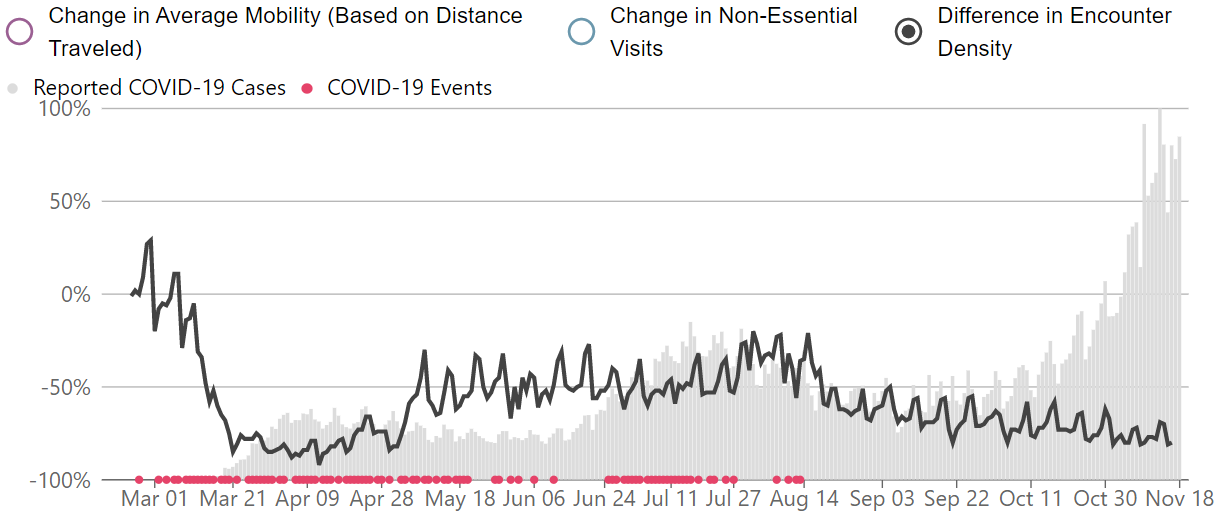 Change in Average Mobility (Based on Distance
Traveled)
Change in Non-Essential
Visits
Difference in Encounter
Density
Reported COVID-19 Cases
COVID-19 Events
100%
50%
0%
-50%
-100%
Mar 01 Mar 21 Apr 09 Apr 28 May 18 Jun 06 Jun 24 Jul 11 Jul 27 Aug 14 Sep 03 Sep 22 Oct 11 Oct 30 Nov 18